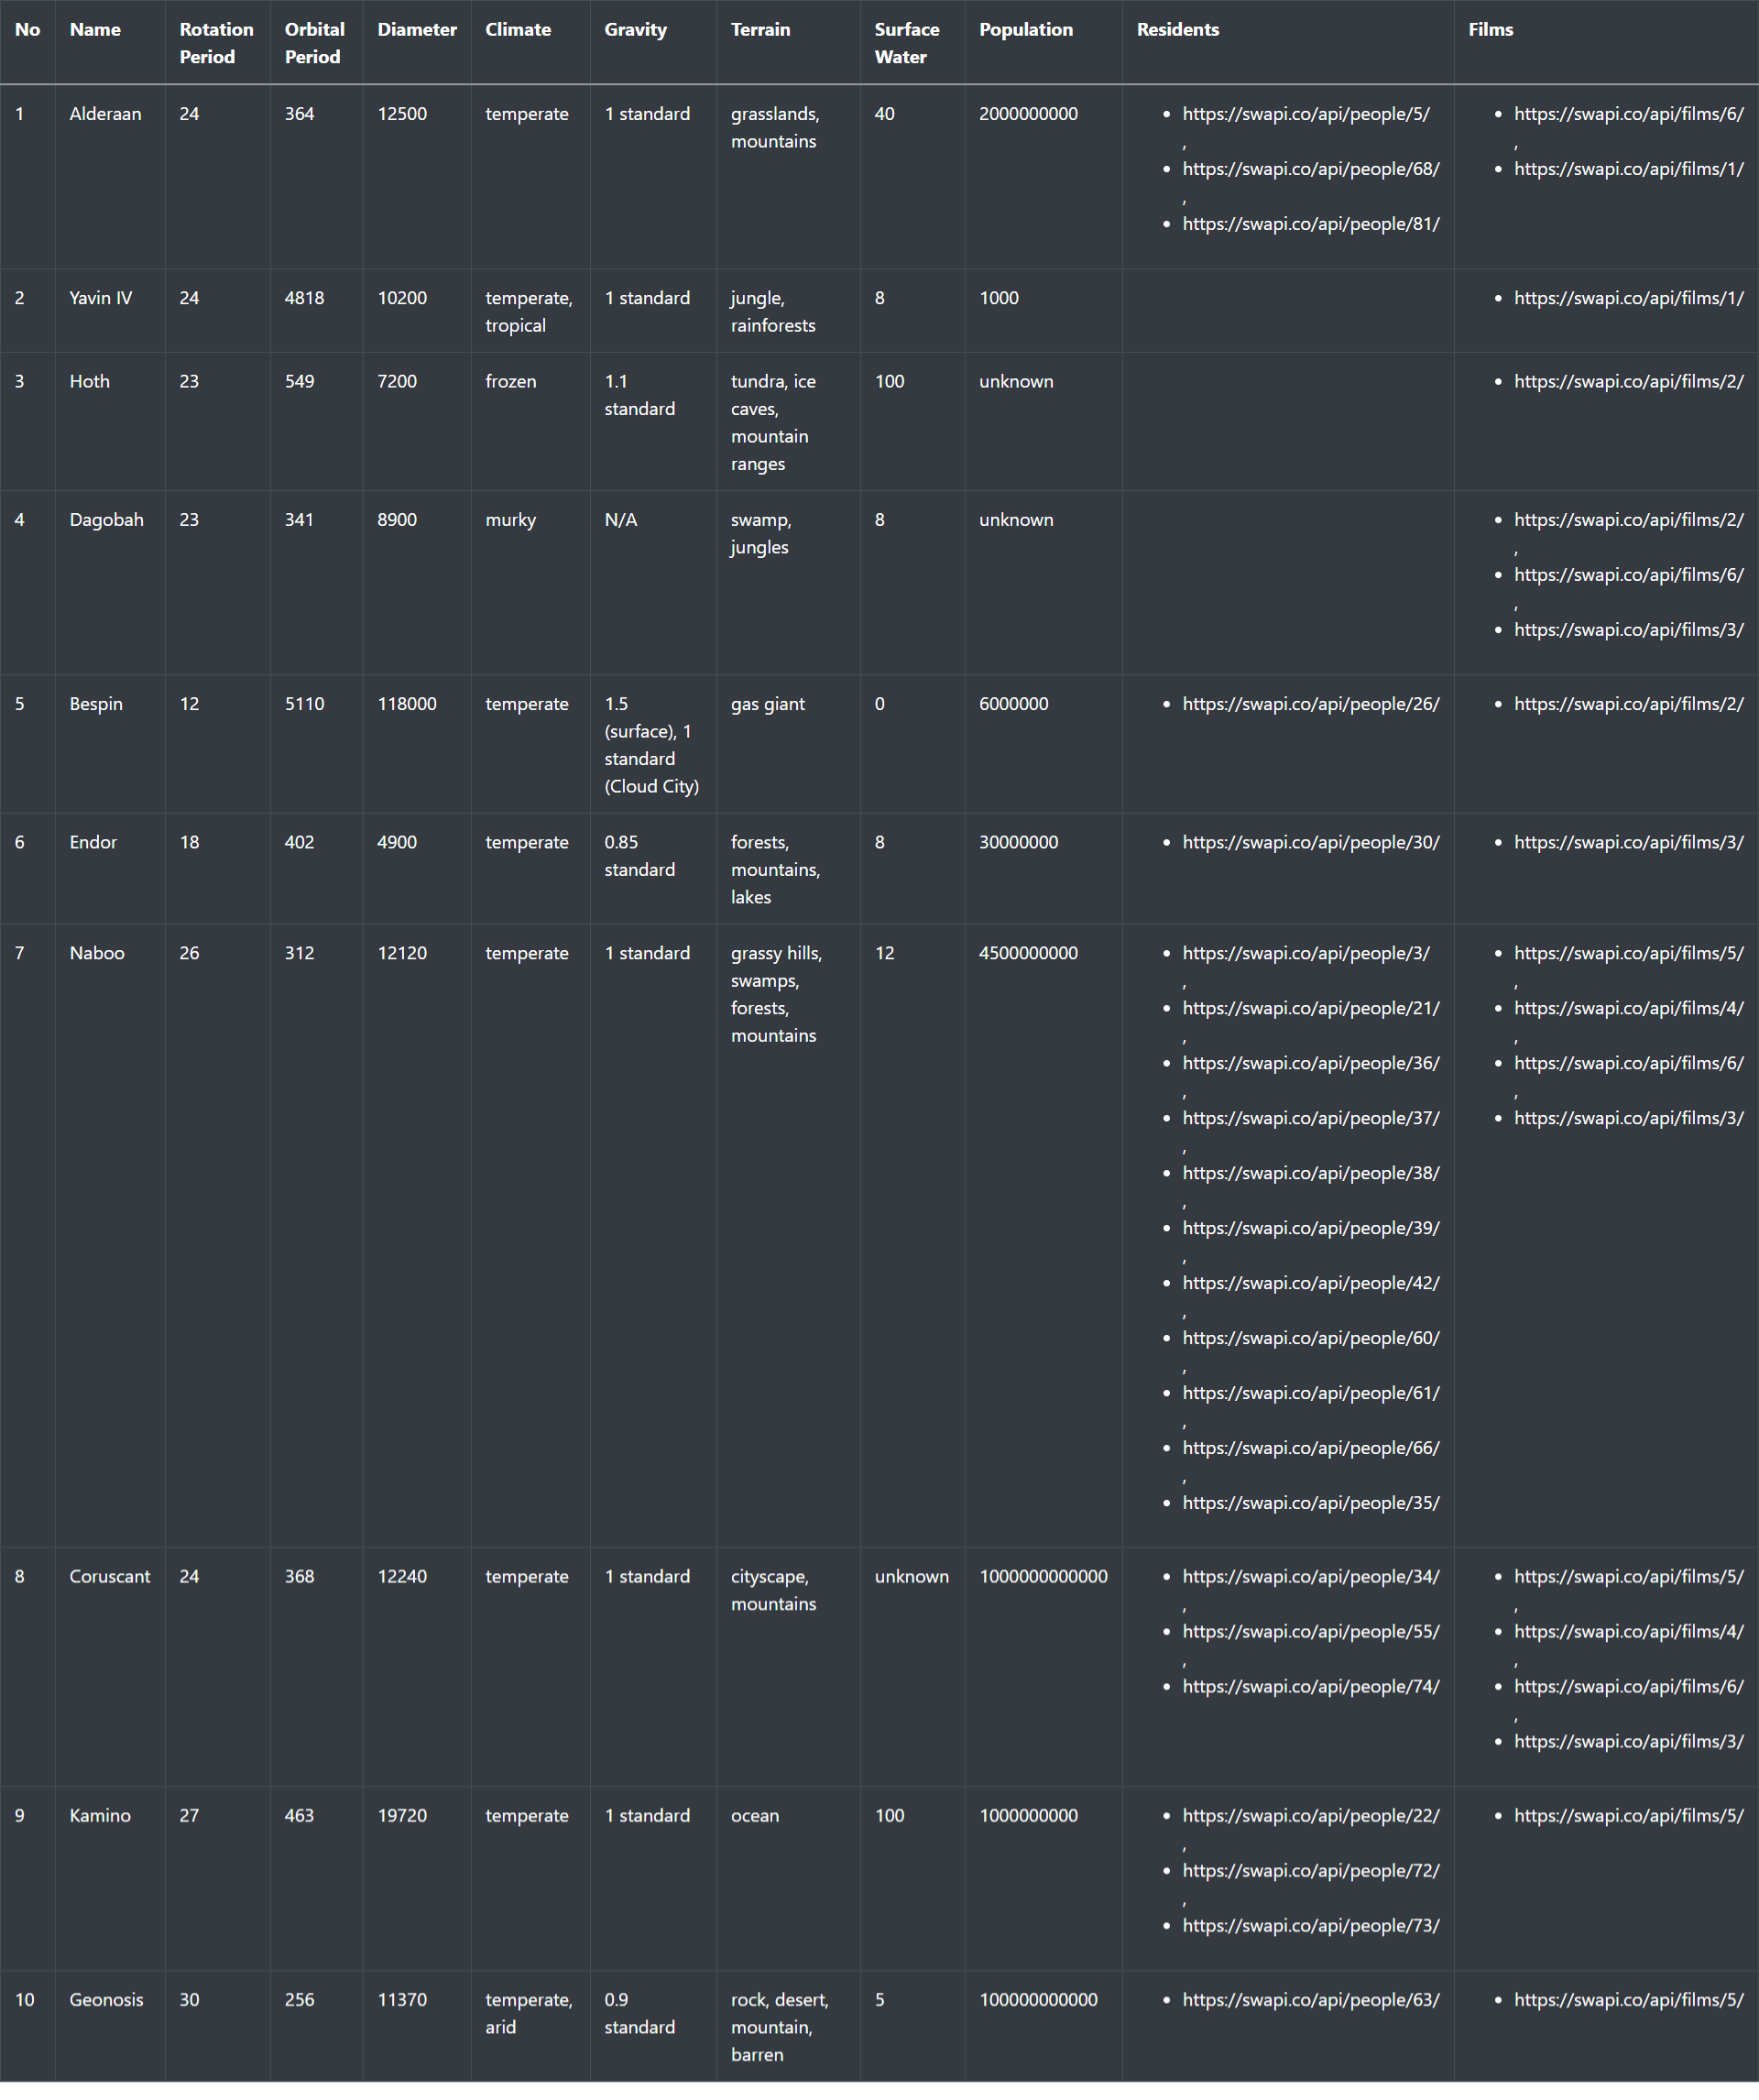 No Name Rotation Period Orbital Period Diameter Climate Gravity Terrain Surface Water Population Residents Films
1 Alderaan 24 364 12500 temperate 1 standard grasslands, mountains 40 2000000000
https://swapi.co/api/people/5/
,
https://swapi.co/api/people/68/
,
https://swapi.co/api/people/81/
https://swapi.co/api/films/6/
,
https://swapi.co/api/films/1/
2 Yavin IV 24 4818 10200 temperate, tropical 1 standard jungle, rainforests 8 1000
https://swapi.co/api/films/1/
3 Hoth 23 549 7200 frozen 1.1 standard tundra, ice caves, mountain ranges 100 unknown
https://swapi.co/api/films/2/
4 Dagobah 23 341 8900 murky N/A swamp, jungles 8 unknown
https://swapi.co/api/films/2/
,
https://swapi.co/api/films/6/
,
https://swapi.co/api/films/3/
5 Bespin 12 5110 118000 temperate 1.5 (surface), 1 standard (Cloud City) gas giant 0 6000000
https://swapi.co/api/people/26/
https://swapi.co/api/films/2/
6 Endor 18 402 4900 temperate 0.85 standard forests, mountains, lakes 8 30000000
https://swapi.co/api/people/30/
https://swapi.co/api/films/3/
7 Naboo 26 312 12120 temperate 1 standard grassy hills, swamps, forests, mountains 12 4500000000
https://swapi.co/api/people/3/
,
https://swapi.co/api/people/21/
,
https://swapi.co/api/people/36/
,
https://swapi.co/api/people/37/
,
https://swapi.co/api/people/38/
,
https://swapi.co/api/people/39/
,
https://swapi.co/api/people/42/
,
https://swapi.co/api/people/60/
,
https://swapi.co/api/people/61/
,
https://swapi.co/api/people/66/
,
https://swapi.co/api/people/35/
https://swapi.co/api/films/5/
,
https://swapi.co/api/films/4/
,
https://swapi.co/api/films/6/
,
https://swapi.co/api/films/3/
8 Coruscant 24 368 12240 temperate 1 standard cityscape, mountains unknown 1000000000000
https://swapi.co/api/people/34/
,
https://swapi.co/api/people/55/
,
https://swapi.co/api/people/74/
https://swapi.co/api/films/5/
,
https://swapi.co/api/films/4/
,
https://swapi.co/api/films/6/
,
https://swapi.co/api/films/3/
9 Kamino 27 463 19720 temperate 1 standard ocean 100 1000000000
https://swapi.co/api/people/22/
,
https://swapi.co/api/people/72/
,
https://swapi.co/api/people/73/
https://swapi.co/api/films/5/
10 Geonosis 30 256 11370 temperate, arid 0.9 standard rock, desert, mountain, barren 5 100000000000
https://swapi.co/api/people/63/
https://swapi.co/api/films/5/